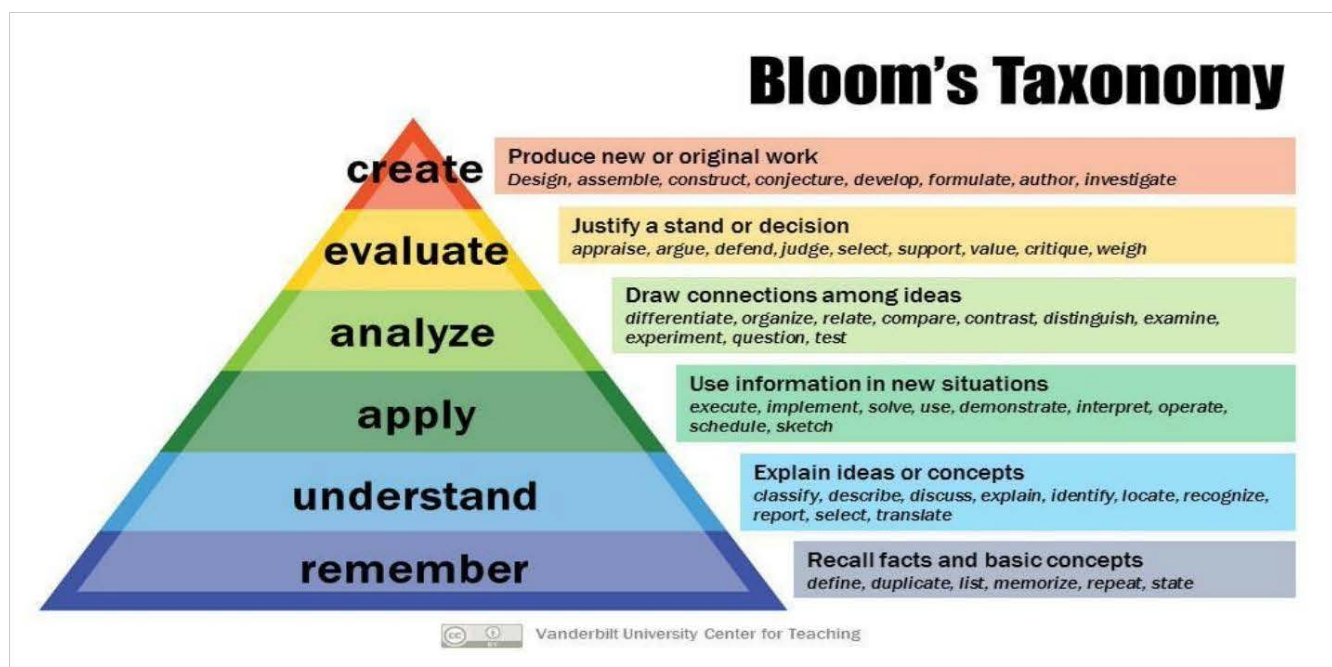 Bloom's Taxonomy
create
Produce new or original work
Design, assemble, construct, conjecture, develop, formulate, author, investigate
evaluate
Justify a stand or decision
appraise, argue, defend, judge, select, support, value, critique, weigh
analyze
Draw connections among ideas
differentiate, organize, relate, compare, contrast, distinguish, examine,
experiment, question, test
apply
Use information in new situations
execute, implement, solve, use, demonstrate, interpret, operate,
schedule, sketch
understand
Explain ideas or concepts
classify, describe, discuss, explain, identify, locate, recognize,
report, select, translate
remember
Recall facts and basic concepts
define, duplicate, list, memorize, repeat, state
cc BY
Vanderbilt University Center for Teaching